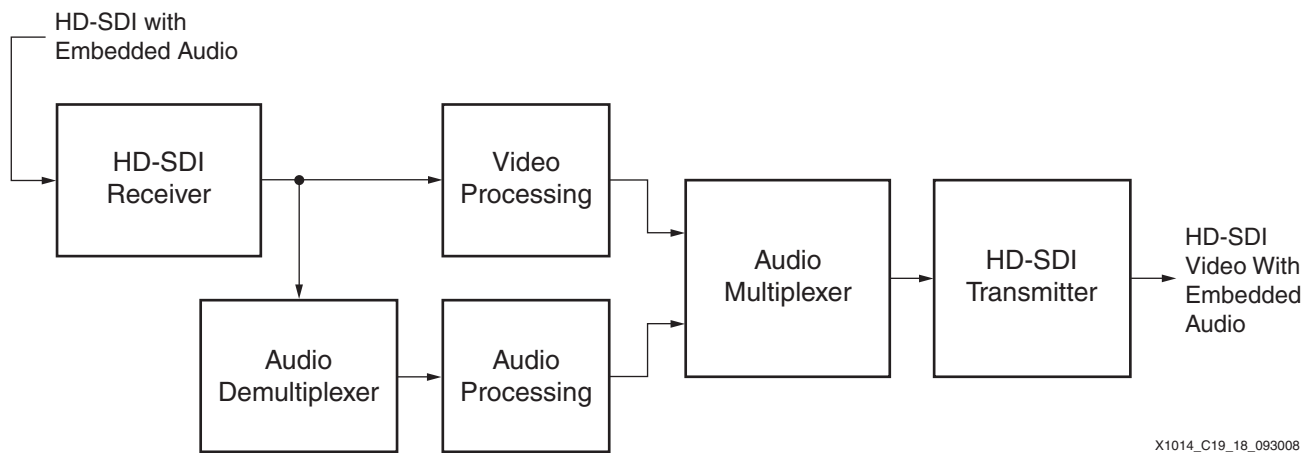 HD-SDI with
Embedded Audio
HD-SDI
Receiver
Video
Processing
Audio
Demultiplexer
Audio
Processing
Audio
Multiplexer
HD-SDI
Transmitter
HD-SDI
Video With
Embedded
Audio
X1014_C19_18_093008